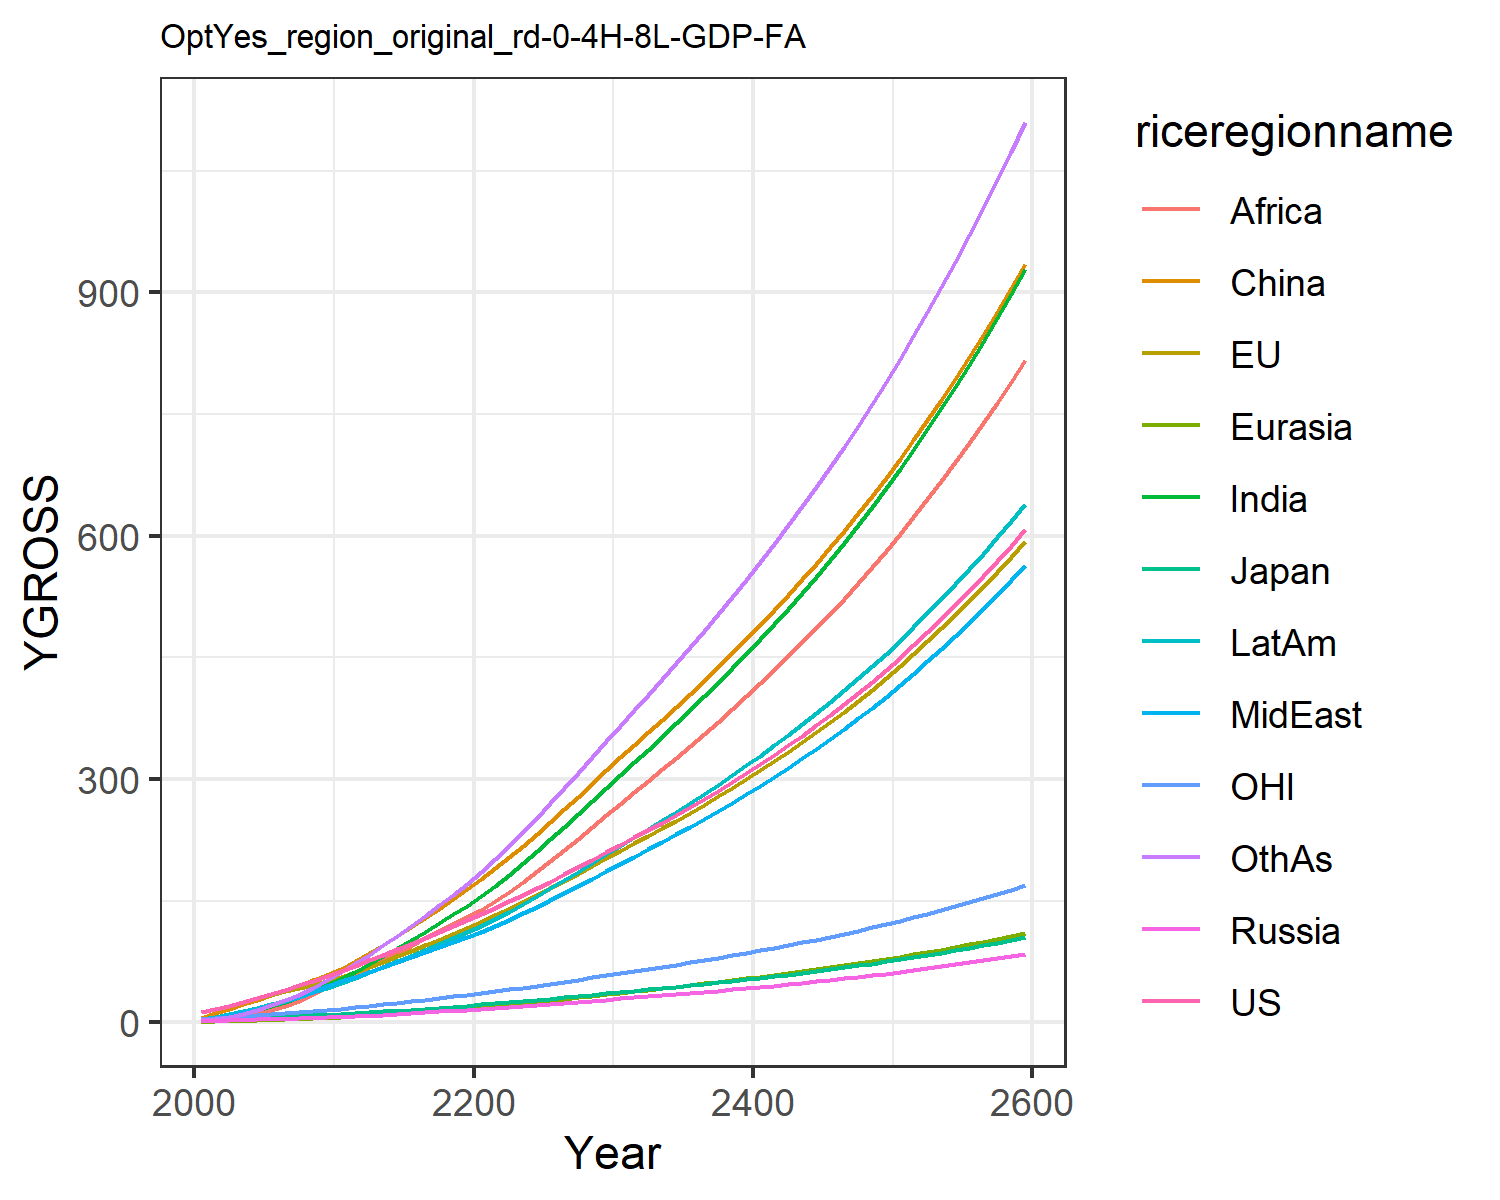 OptYes_region_original_rd-0-4H-8L-GDP-FA
riceregionname
Africa
China
EU
Eurasia
India
Japan
LatAm
MidEast
OHI
OthAs
Russia
US
YGROSS
900
600
300
0
2000 2200 2400 2600
Year